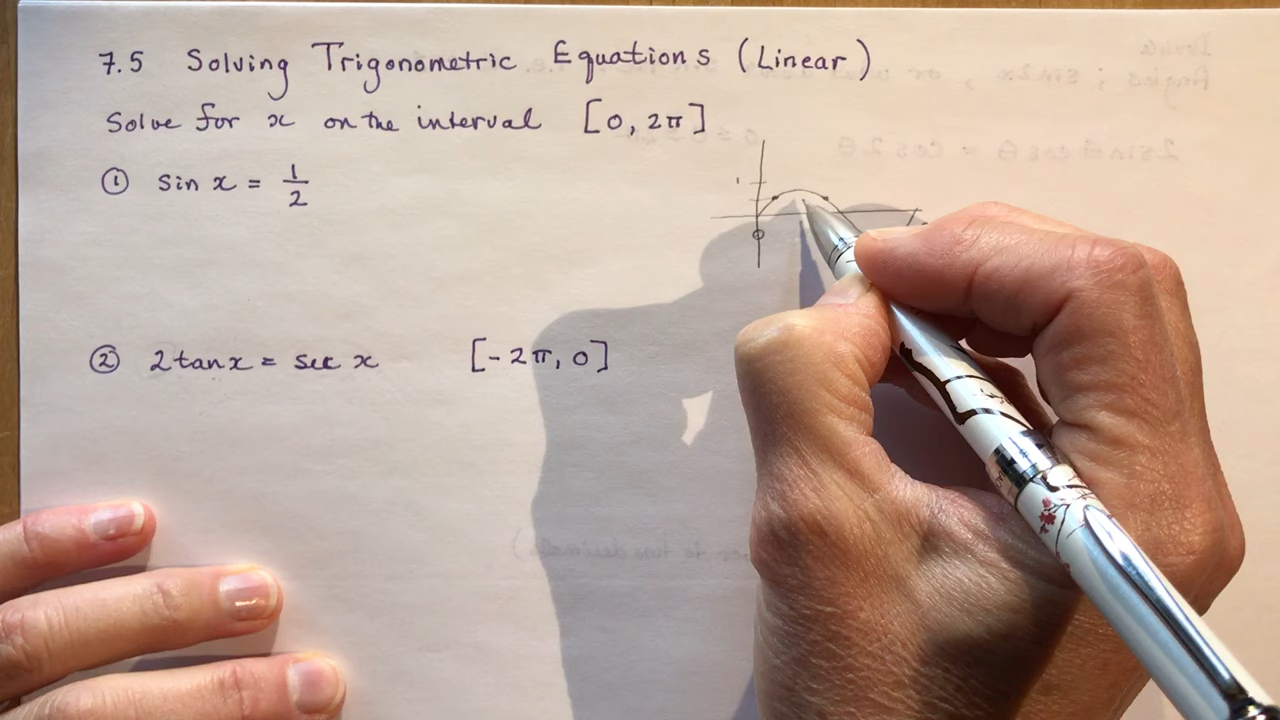 7.5 Solving Trigonometric Equations (Linear)
Solve for x on the interval [0, 2π]
① sin x = 1/2
② 2tanx = sec x [-2π, 0]